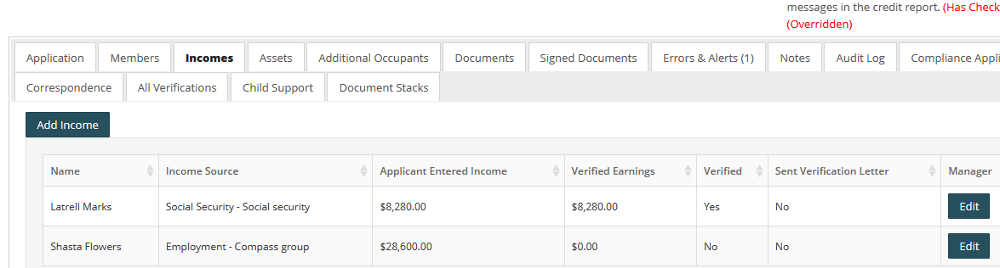 messages in the credit report. (Has Check
(Overridden)
Application Members Incomes Assets Additional Occupants Documents Signed Documents Errors & Alerts (1) Notes Audit Log Compliance Appli
Correspondence All Verifications Child Support Document Stacks
Add Income
Name Income Source Applicant Entered Income Verified Earnings Verified Sent Verification Letter Manager
Latrell Marks Social Security - Social security $8,280.00 $8,280.00 Yes No Edit
Shasta Flowers Employment - Compass group $28,600.00 $0.00 No No Edit